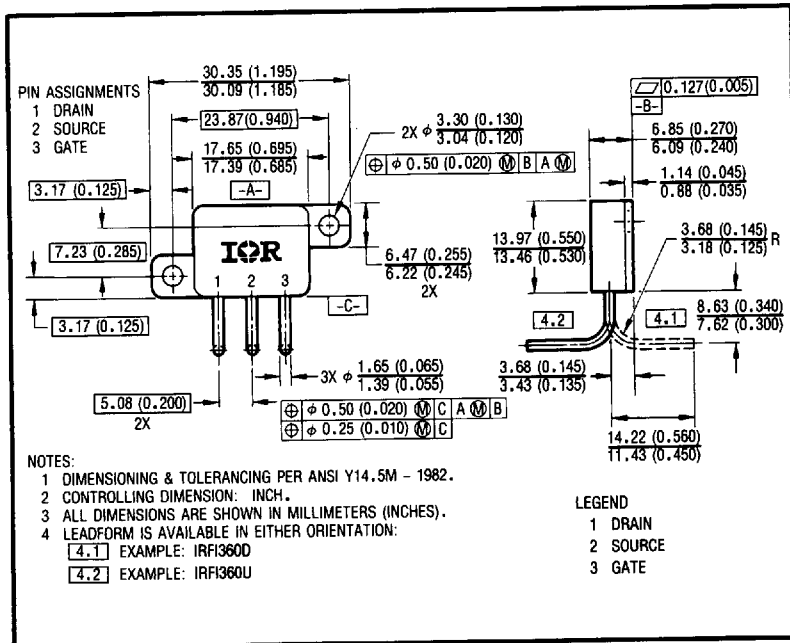 PIN ASSIGNMENTS
1 DRAIN
2 SOURCE
3 GATE
30.35 (1.195)
30.09 (1.185)
23.87(0.940)
17.65 (0.695)
17.39 (0.685)
3.17 (0.125)
-A-
2X φ 3.30 (0.130)
3.04 (0.120)
⌖ φ 0.50 (0.020) Ⓜ B A Ⓜ
7.23 (0.285)
IOR
1 2 3
6.47 (0.255)
6.22 (0.245)
2X
3.17 (0.125)
-C-
3X φ 1.65 (0.065)
1.39 (0.055)
5.08 (0.200)
2X
⌖ φ 0.50 (0.020) Ⓜ C A Ⓜ B
⌖ φ 0.25 (0.010) Ⓜ C
⏥ 0.127(0.005)
-B-
6.85 (0.270)
6.09 (0.240)
1.14 (0.045)
0.88 (0.035)
13.97 (0.550)
13.46 (0.530)
3.68 (0.145)
3.18 (0.125) R
4.2
4.1
8.63 (0.340)
7.62 (0.300)
3.68 (0.145)
3.43 (0.135)
14.22 (0.560)
11.43 (0.450)
NOTES:
1 DIMENSIONING & TOLERANCING PER ANSI Y14.5M – 1982.
2 CONTROLLING DIMENSION: INCH.
3 ALL DIMENSIONS ARE SHOWN IN MILLIMETERS (INCHES).
4 LEADFORM IS AVAILABLE IN EITHER ORIENTATION:
4.1 EXAMPLE: IRFI360D
4.2 EXAMPLE: IRFI360U
LEGEND
1 DRAIN
2 SOURCE
3 GATE